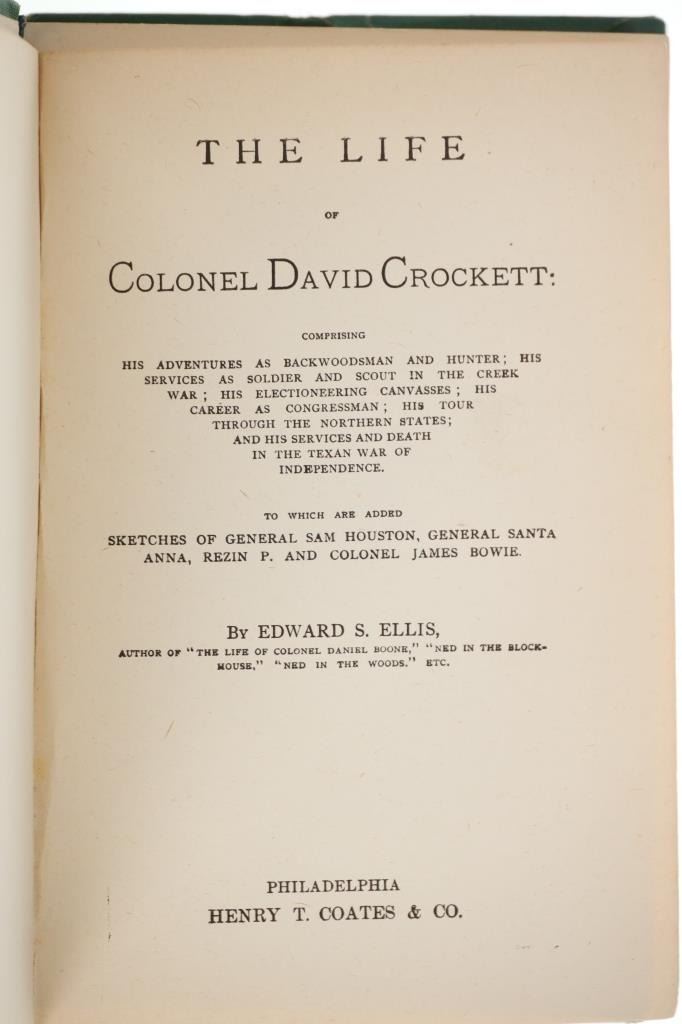 THE LIFE
OF
COLONEL DAVID CROCKETT:
COMPRISING
HIS ADVENTURES AS BACKWOODSMAN AND HUNTER; HIS
SERVICES AS SOLDIER AND SCOUT IN THE CREEK
WAR; HIS ELECTIONEERING CANVASSES; HIS
CAREER AS CONGRESSMAN; HIS TOUR
THROUGH THE NORTHERN STATES;
AND HIS SERVICES AND DEATH
IN THE TEXAN WAR OF
INDEPENDENCE.
TO WHICH ARE ADDED
SKETCHES OF GENERAL SAM HOUSTON, GENERAL SANTA
ANNA, REZIN P. AND COLONEL JAMES BOWIE.
BY EDWARD S. ELLIS,
AUTHOR OF "THE LIFE OF COLONEL DANIEL BOONE," "NED IN THE BLOCK-
HOUSE," "NED IN THE WOODS." ETC.
PHILADELPHIA
HENRY T. COATES & CO.